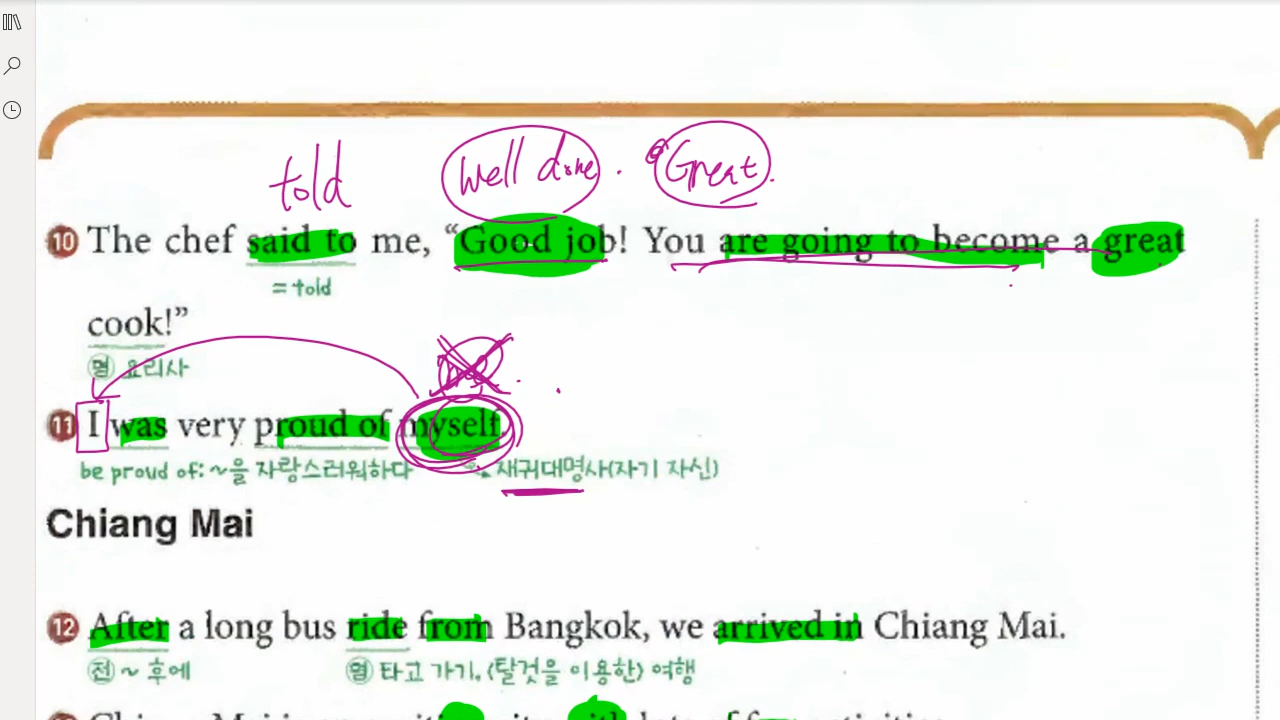 told Well done. Great.
10 The chef said to me, “Good job! You are going to become a great
= told
cook!”
명 요리사
11 I was very proud of myself.
be proud of: ~을 자랑스러워하다 재귀대명사(자기 자신)
Chiang Mai
12 After a long bus ride from Bangkok, we arrived in Chiang Mai.
전 ~ 후에 명 타고 가기, (탈것을 이용한) 여행